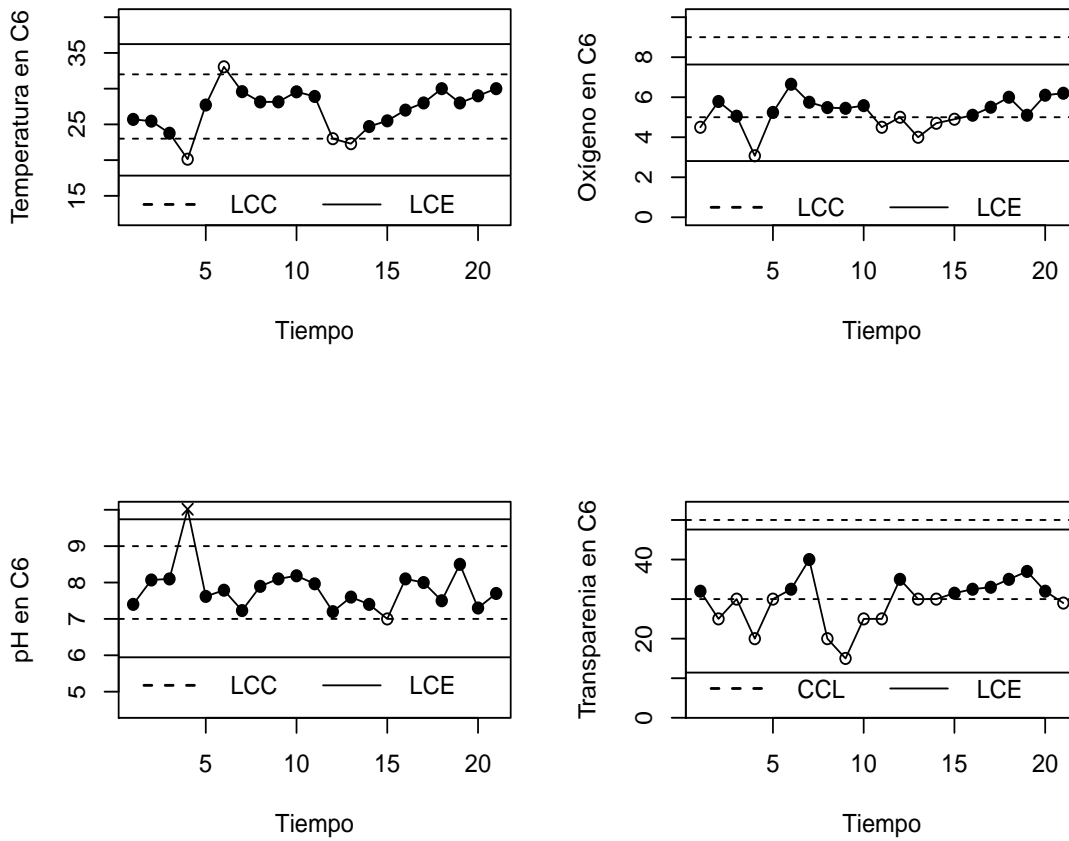 Temperatura en C6
15 25 35
LCC LCE
5 10 15 20
Tiempo
Oxígeno en C6
0 2 4 6 8
LCC LCE
5 10 15 20
Tiempo
pH en C6
5 6 7 8 9
LCC LCE
5 10 15 20
Tiempo
Transparenia en C6
0 20 40
CCL LCE
5 10 15 20
Tiempo